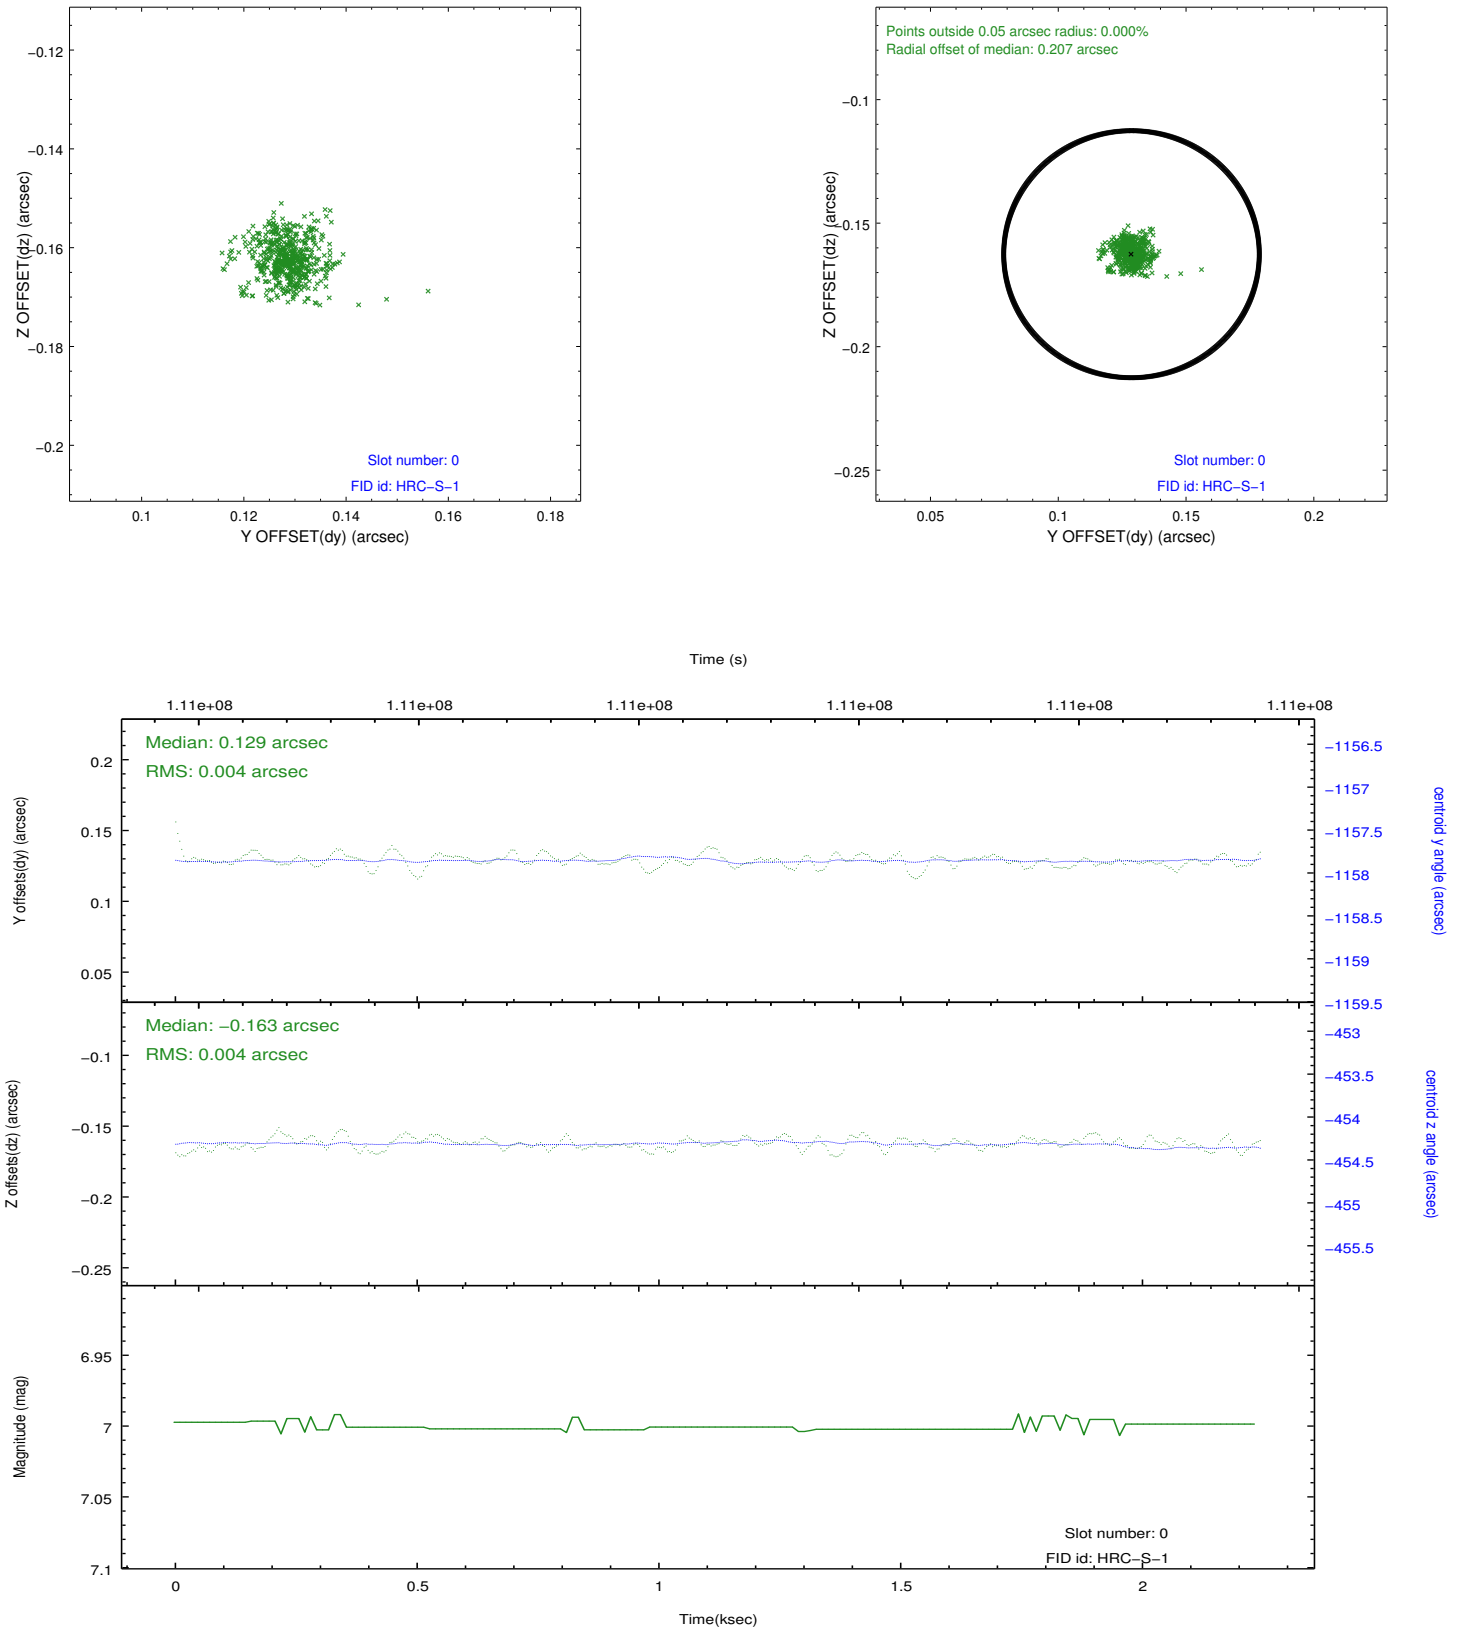 −0.12
−0.14
−0.16
−0.18
−0.2
Z OFFSET(dz) (arcsec)
Slot number: 0
FID id: HRC−S−1
0.1 0.12 0.14 0.16 0.18
Y OFFSET(dy) (arcsec)
Points outside 0.05 arcsec radius: 0.000%
Radial offset of median: 0.207 arcsec
−0.1
−0.15
−0.2
−0.25
Z OFFSET(dz) (arcsec)
Slot number: 0
FID id: HRC−S−1
0.05 0.1 0.15 0.2
Y OFFSET(dy) (arcsec)
Time (s)
1.11e+08 1.11e+08 1.11e+08 1.11e+08 1.11e+08 1.11e+08
Median: 0.129 arcsec
RMS: 0.004 arcsec
0.2
0.15
0.1
0.05
Y offsets(dy) (arcsec)
−1156.5
−1157
−1157.5
−1158
−1158.5
−1159
−1159.5
centroid y angle (arcsec)
Median: −0.163 arcsec
RMS: 0.004 arcsec
−0.1
−0.15
−0.2
−0.25
Z offsets(dz) (arcsec)
−453
−453.5
−454
−454.5
−455
−455.5
centroid z angle (arcsec)
6.95
7
7.05
7.1
Magnitude (mag)
Slot number: 0
FID id: HRC−S−1
0 0.5 1 1.5 2
Time(ksec)